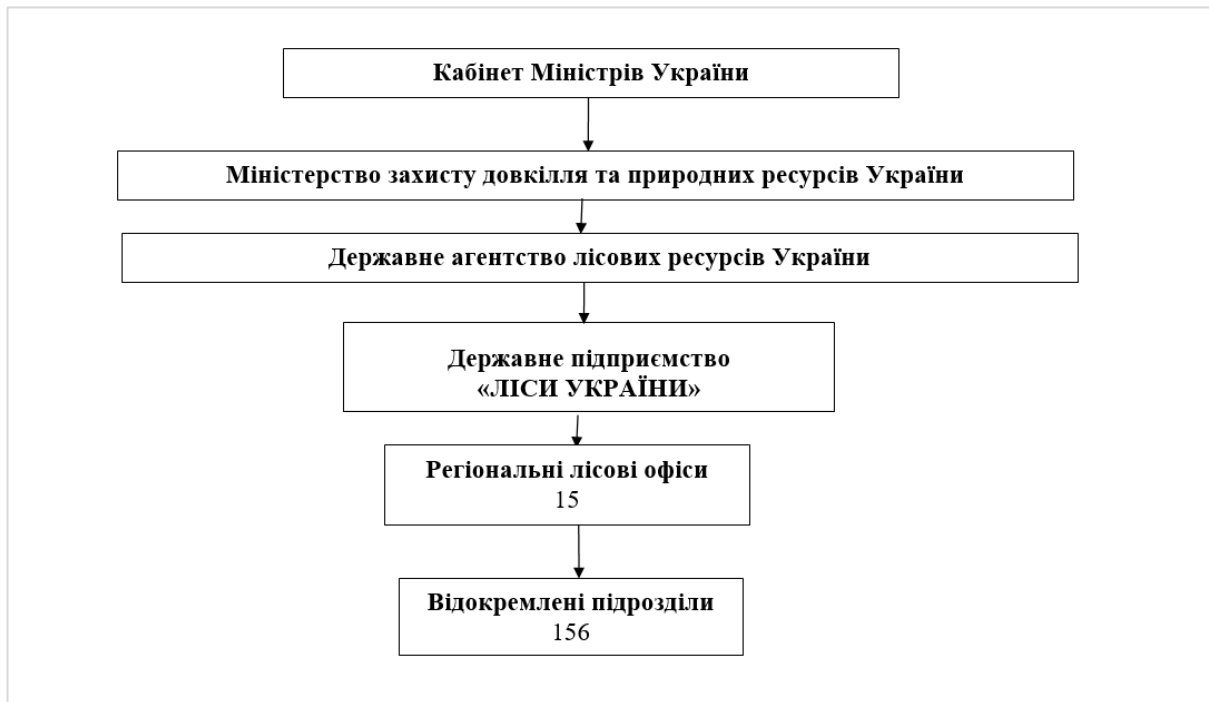 Кабінет Міністрів України
Міністерство захисту довкілля та природних ресурсів України
Державне агентство лісових ресурсів України
Державне підприємство
«ЛІСИ УКРАЇНИ»
Регіональні лісові офіси
15
Відокремлені підрозділи
156